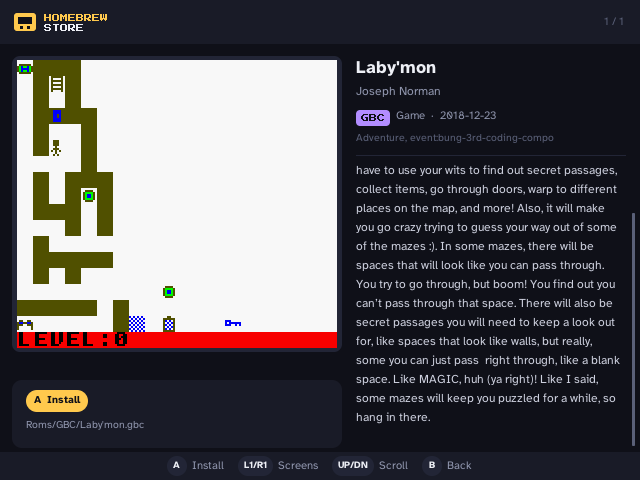 HOMEBREW
STORE
1 / 1
LEVEL:0
A Install
Roms/GBC/Laby'mon.gbc
Laby'mon
Joseph Norman
GBC Game · 2018-12-23
Adventure, event:bung-3rd-coding-compo
have to use your wits to find out secret passages,
collect items, go through doors, warp to different
places on the map, and more! Also, it will make
you go crazy trying to guess your way out of some
of the mazes :). In some mazes, there will be
spaces that will look like you can pass through.
You try to go through, but boom! You find out you
can't pass through that space. There will also be
secret passages you will need to keep a look out
for, like spaces that look like walls, but really,
some you can just pass  right through, like a blank
space. Like MAGIC, huh (ya right)! Like I said,
some mazes will keep you puzzled for a while, so
hang in there.
A Install L1/R1 Screens UP/DN Scroll B Back